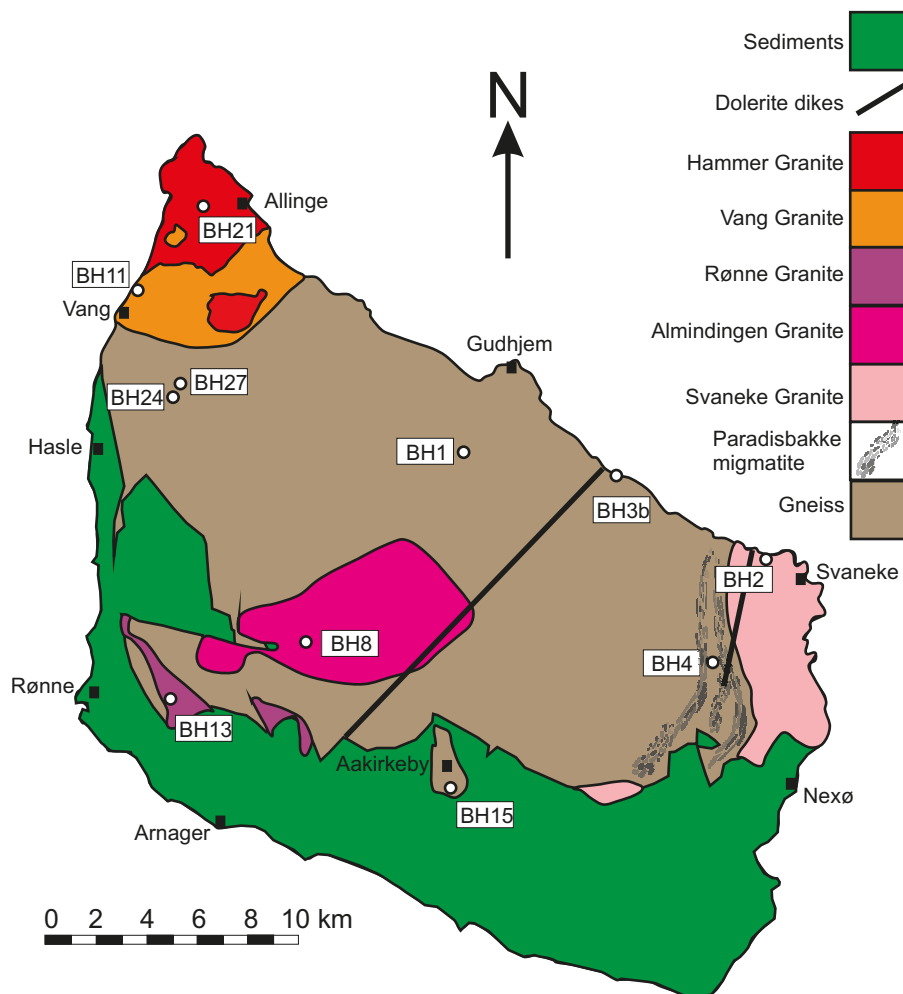 Sediments
Dolerite dikes
N
Hammer Granite
Allinge
BH21
Vang Granite
BH11
Rønne Granite
Vang
Almindingen Granite
Gudhjem
BH27
BH24
Svaneke Granite
Hasle
BH1
Paradisbakke
migmatite
BH3b
Gneiss
BH2
Svaneke
BH8
BH4
Rønne
BH13
Aakirkeby
Nexø
BH15
Arnager
0 2 4 6 8 10 km